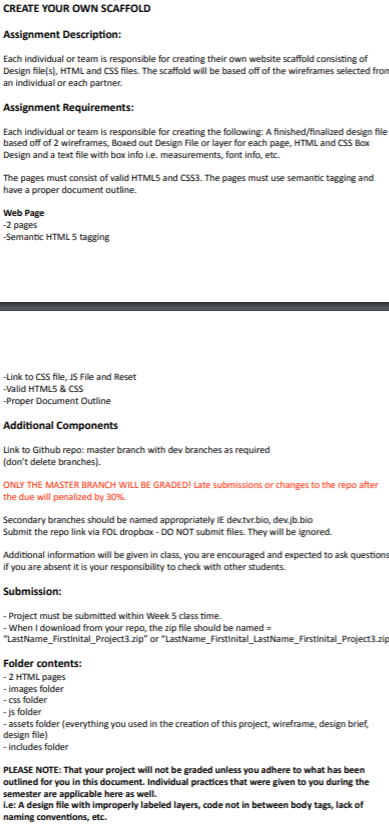 CREATE YOUR OWN SCAFFOLD
Assignment Description:
Each individual or team is responsible for creating their own website scaffold consisting of
Design file(s), HTML and CSS files. The scaffold will be based off of the wireframes selected from
an individual or each partner.
Assignment Requirements:
Each individual or team is responsible for creating the following: A finished/finalized design file
based off of 2 wireframes, Boxed out Design File or layer for each page, HTML and CSS Box
Design and a text file with box info i.e. measurements, font info, etc.
The pages must consist of valid HTML5 and CSS3. The pages must use semantic tagging and
have a proper document outline.
Web Page
-2 pages
-Semantic HTML 5 tagging
-Link to CSS file, JS File and Reset
-Valid HTML5 & CSS
-Proper Document Outline
Additional Components
Link to Github repo: master branch with dev branches as required
(don't delete branches).
ONLY THE MASTER BRANCH WILL BE GRADED! Late submissions or changes to the repo after
the due will penalized by 30%.
Secondary branches should be named appropriately IE dev.tvr.bio, dev.jb.bio
Submit the repo link via FOL dropbox - DO NOT submit files. They will be ignored.
Additional information will be given in class, you are encouraged and expected to ask questions
if you are absent it is your responsibility to check with other students.
Submission:
- Project must be submitted within Week 5 class time.
- When I download from your repo, the zip file should be named =
"LastName_FirstInital_Project3.zip" or "LastName_FirstInital_LastName_FirstInital_Project3.zip
Folder contents:
- 2 HTML pages
- images folder
- css folder
- js folder
- assets folder (everything you used in the creation of this project, wireframe, design brief,
design file)
- includes folder
PLEASE NOTE: That your project will not be graded unless you adhere to what has been
outlined for you in this document. Individual practices that were given to you during the
semester are applicable here as well.
i.e: A design file with improperly labeled layers, code not in between body tags, lack of
naming conventions, etc.